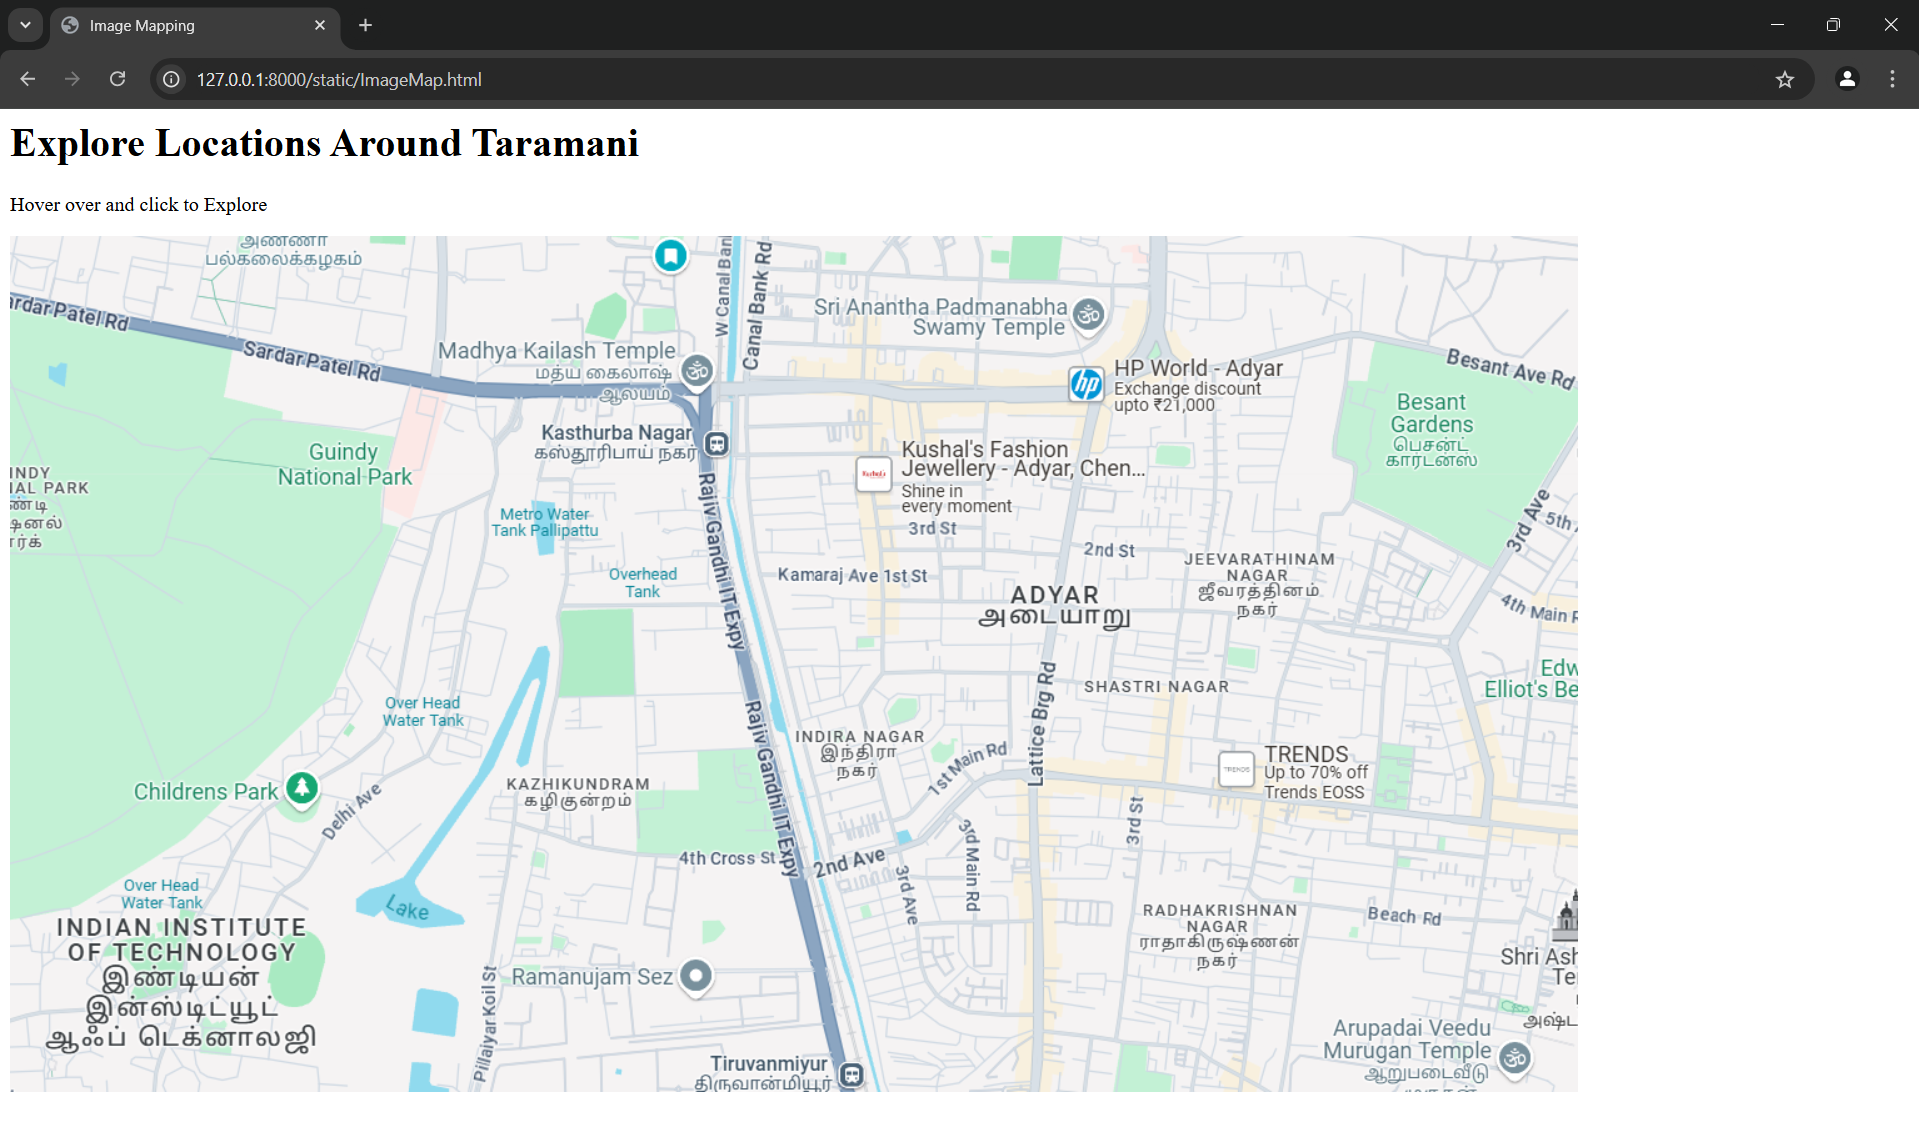 Image Mapping
127.0.0.1:8000/static/ImageMap.html
Explore Locations Around Taramani
Hover over and click to Explore
அண்ணா
பல்கலைக்கழகம்
W Canal Ban
Canal Bank Rd
Sri Anantha Padmanabha
Swamy Temple
ardar Patel Rd
Sardar Patel Rd
Madhya Kailash Temple
மத்ய கைலாஷ்
ஆலயம்
HP World - Adyar
Exchange discount
upto ₹21,000
hp
Besant Ave Rd
Besant
Gardens
பெசன்ட்
கார்டன்ஸ்
Kasthurba Nagar
கஸ்தூரிபாய் நகர்
Guindy
National Park
INDY
IAL PARK
ண்டி
ஷனல்
ார்க்
Kushal's Fashion
Jewellery - Adyar, Chen...
Shine in
every moment
Kushal's
3rd St
Metro Water
Tank Pallipattu
Rajiv Gandhi IT Expy
3rd Ave
5th
2nd St
JEEVARATHINAM
NAGAR
ஜீவரத்தினம்
நகர்
Overhead
Tank
Kamaraj Ave 1st St
ADYAR
அடையாறு
4th Main R
Edw
Elliot's Be
SHASTRI NAGAR
Lattice Brg Rd
Over Head
Water Tank
Rajiv Gandhi IT Expy
INDIRA NAGAR
இந்திரா
நகர்
1st Main Rd
TRENDS
Up to 70% off
Trends EOSS
TRENDS
Childrens Park
Delhi Ave
KAZHIKUNDRAM
கழிகுன்றம்
3rd St
3rd Main Rd
4th Cross St
2nd Ave
3rd Ave
Over Head
Water Tank
Lake
INDIAN INSTITUTE
OF TECHNOLOGY
இண்டியன்
இன்ஸ்டிட்யூட்
ஆஃப் டெக்னாலஜி
RADHAKRISHNAN
NAGAR
ராதாகிருஷ்ணன்
நகர்
Beach Rd
Shri Ash
Te
அஷ்ட
Ramanujam Sez
Pillaiyar Koil St
Arupadai Veedu
Murugan Temple
ஆறுபடைவீடு
Tiruvanmiyur
திருவான்மியூர்